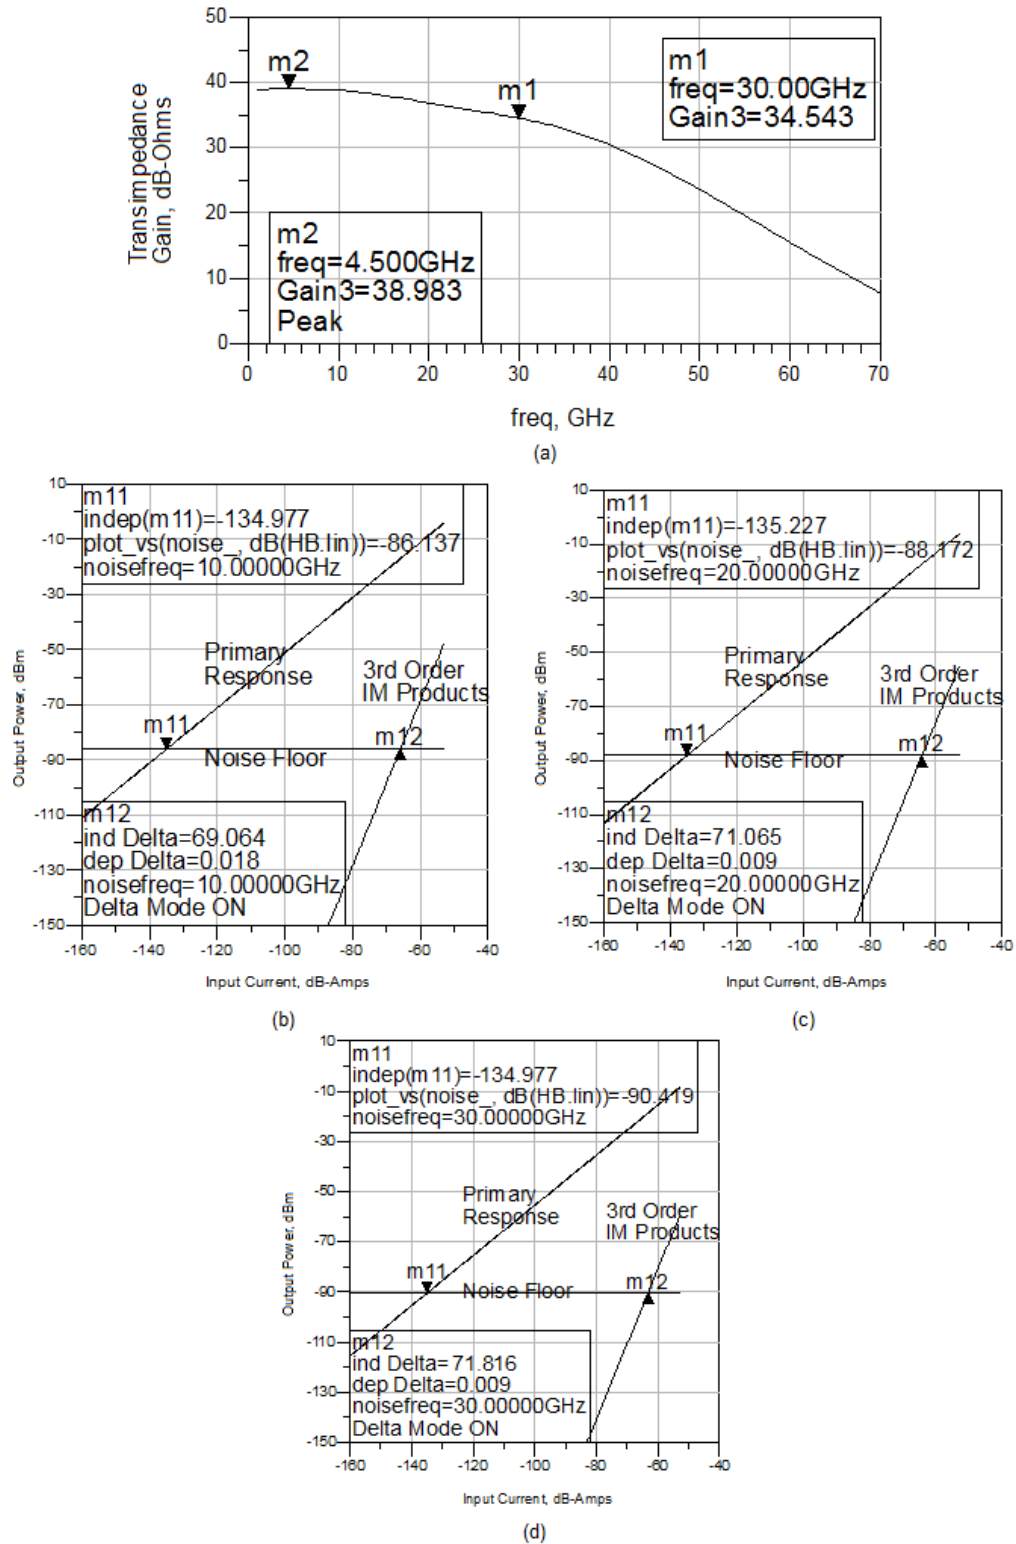 50
40
30
20
10
0
Transimpedance
Gain, dB-Ohms
m2
m1
m1
freq=30.00GHz
Gain3=34.543
m2
freq=4.500GHz
Gain3=38.983
Peak
0 10 20 30 40 50 60 70
freq, GHz
(a)
10
-10
-30
-50
-70
-90
-110
-130
-150
Output Power, dBm
m11
indep(m11)=-134.977
plot_vs(noise_, dB(HB.lin))=-86.137
noisefreq=10.00000GHz
Primary
Response
3rd Order
IM Products
m11
m12
Noise Floor
m12
ind Delta=69.064
dep Delta=0.018
noisefreq=10.00000GHz
Delta Mode ON
-160 -140 -120 -100 -80 -60 -40
Input Current, dB-Amps
(b)
10
-10
-30
-50
-70
-90
-110
-130
-150
Output Power, dBm
m11
indep(m11)=-135.227
plot_vs(noise_, dB(HB.lin))=-88.172
noisefreq=20.00000GHz
Primary
Response
3rd Order
IM Products
m11
m12
Noise Floor
m12
ind Delta=71.065
dep Delta=0.009
noisefreq=20.00000GHz
Delta Mode ON
-160 -140 -120 -100 -80 -60 -40
Input Current, dB-Amps
(c)
10
-10
-30
-50
-70
-90
-110
-130
-150
Output Power, dBm
m11
indep(m11)=-134.977
plot_vs(noise_, dB(HB.lin))=-90.419
noisefreq=30.00000GHz
Primary
Response
3rd Order
IM Products
m11
m12
Noise Floor
m12
ind Delta=71.816
dep Delta=0.009
noisefreq=30.00000GHz
Delta Mode ON
-160 -140 -120 -100 -80 -60 -40
Input Current, dB-Amps
(d)